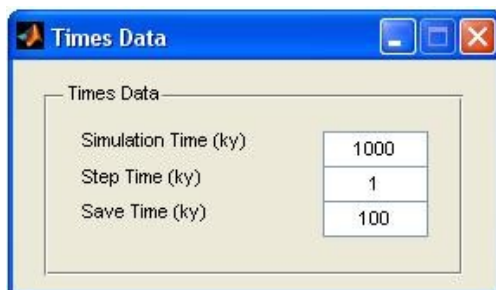 Times Data
Times Data
Simulation Time (ky) 1000
Step Time (ky) 1
Save Time (ky) 100